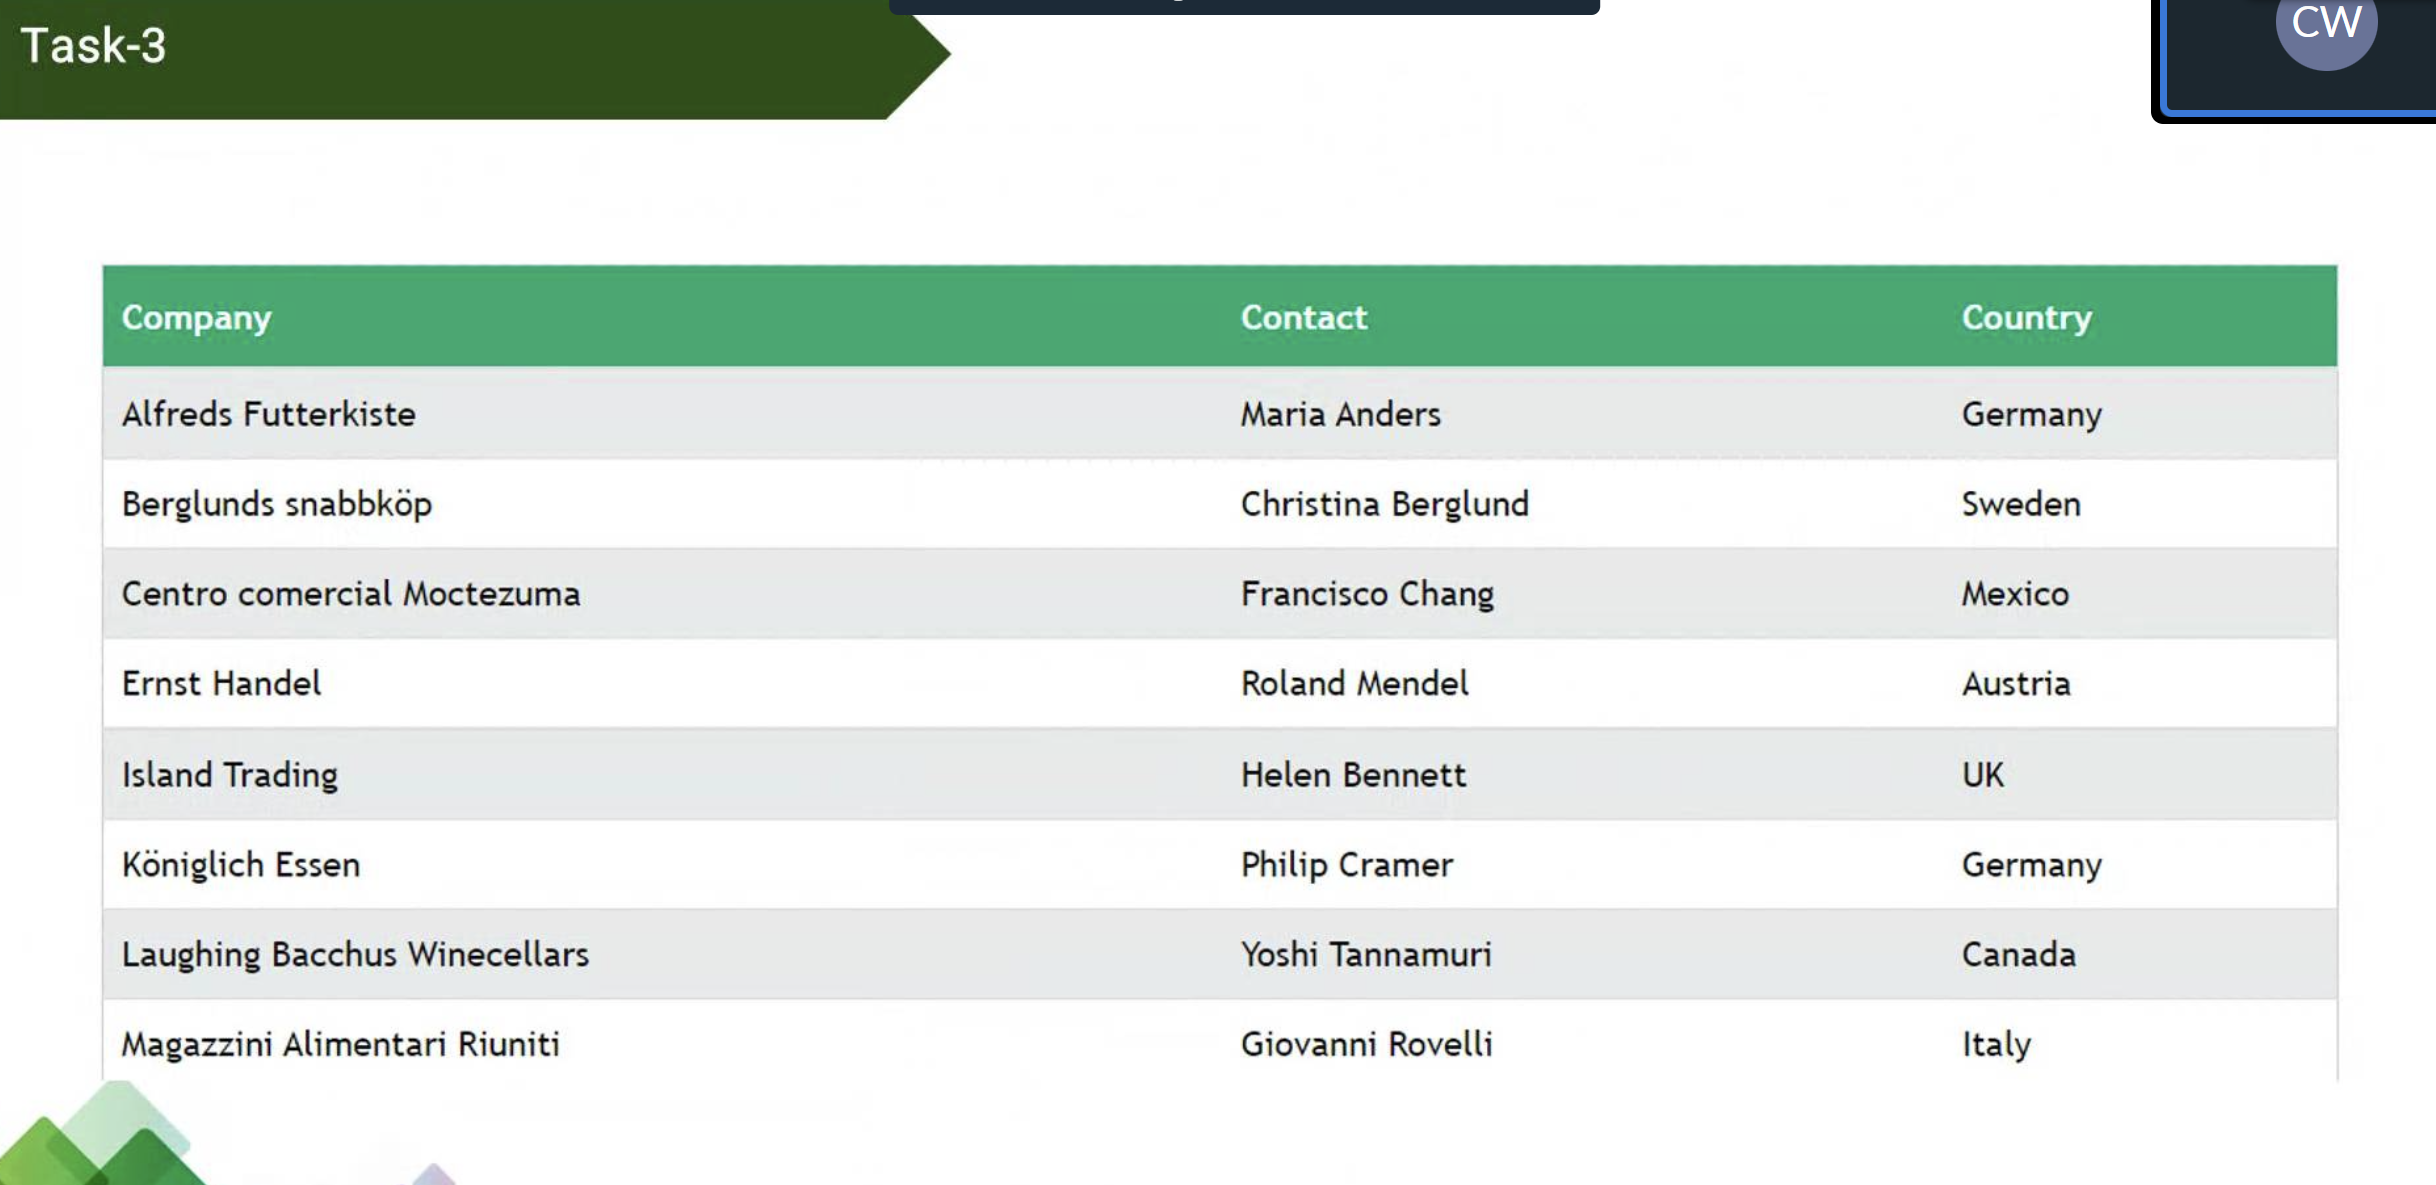 Task-3
CW
Company Contact Country
Alfreds Futterkiste Maria Anders Germany
Berglunds snabbköp Christina Berglund Sweden
Centro comercial Moctezuma Francisco Chang Mexico
Ernst Handel Roland Mendel Austria
Island Trading Helen Bennett UK
Königlich Essen Philip Cramer Germany
Laughing Bacchus Winecellars Yoshi Tannamuri Canada
Magazzini Alimentari Riuniti Giovanni Rovelli Italy